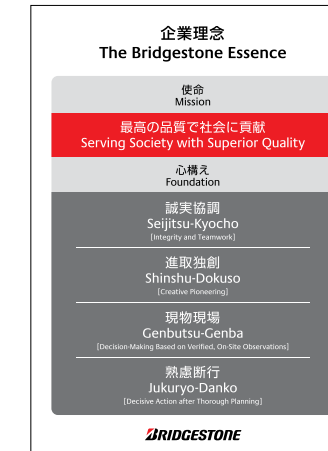 企業理念
The Bridgestone Essence
使命
Mission
最高の品質で社会に貢献
Serving Society with Superior Quality
心構え
Foundation
誠実協調
Seijitsu-Kyocho
[Integrity and Teamwork]
進取独創
Shinshu-Dokuso
[Creative Pioneering]
現物現場
Genbutsu-Genba
[Decision-Making Based on Verified, On-Site Observations]
熟慮断行
Jukuryo-Danko
[Decisive Action after Thorough Planning]
BRIDGESTONE